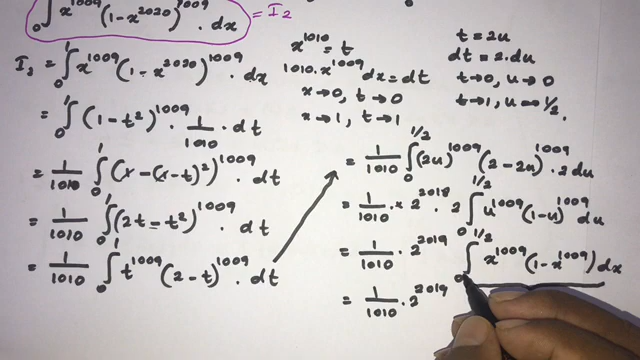 ∫₀¹ x^1009 (1-x^2020)^1009 . dx = I₂
I₂ = ∫₀¹ x^1009 (1-x^2020)^1009 . dx
= ∫₀¹ (1-t²)^1009 . 1/1010 . dt
= 1/1010 ∫₀¹ (x-(x-t)²)^1009 . dt
= 1/1010 ∫₀¹ (2t-t²)^1009 . dt
= 1/1010 ∫₀¹ t^1009 (2-t)^1009 . dt
x^1010 = t
1010.x^1009 dx = dt
x→0, t→0
x→1, t→1
t = 2u
dt = 2.du
t→0, u→0
t→1, u→1/2.
= 1/1010 ∫₀^1/2 (2u)^1009 (2-2u)^1009 . 2du
= 1/1010 . x 2^2018 . 2 ∫₀^1/2 u^1009 (1-u)^1009 du
= 1/1010 . 2^2019 ∫₀^1/2 x^1009 (1-x^1009) dx
= 1/1010 . 2^2019